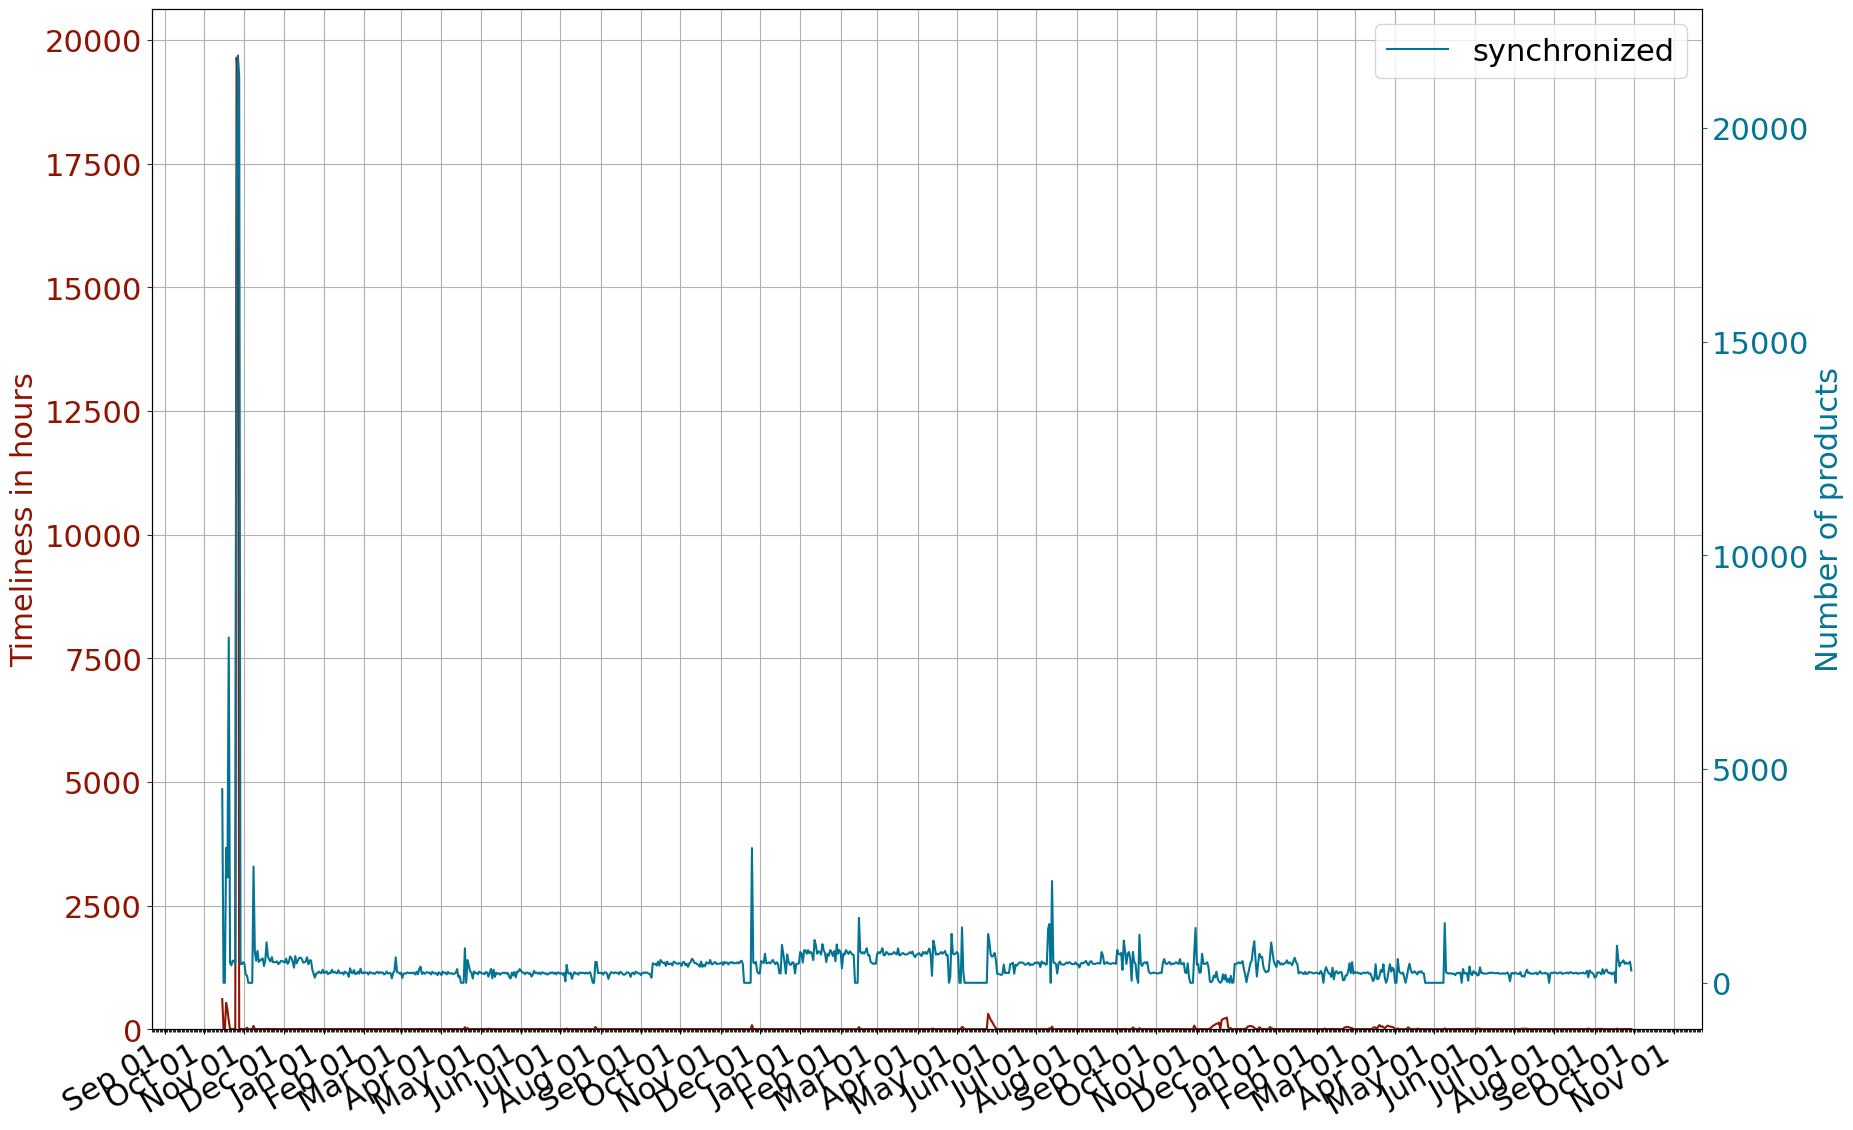 synchronized
Timeliness in hours
20000
17500
15000
12500
10000
7500
5000
2500
0
Number of products
20000
15000
10000
5000
0
Sep 01
Oct 01
Nov 01
Dec 01
Jan 01
Feb 01
Mar 01
Apr 01
May 01
Jun 01
Jul 01
Aug 01
Sep 01
Oct 01
Nov 01
Dec 01
Jan 01
Feb 01
Mar 01
Apr 01
May 01
Jun 01
Jul 01
Aug 01
Sep 01
Oct 01
Nov 01
Dec 01
Jan 01
Feb 01
Mar 01
Apr 01
May 01
Jun 01
Jul 01
Aug 01
Sep 01
Oct 01
Nov 01